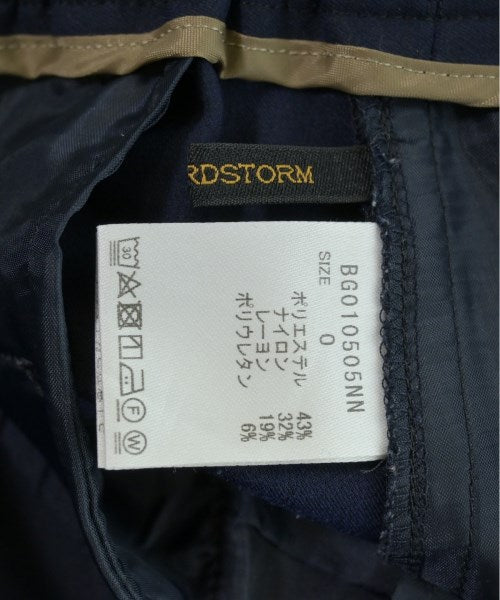 RDSTORM
BG010505NN
SIZE 0
ポリエステル 43%
ナイロン 32%
レーヨン 19%
ポリウレタン 6%
30
F
W